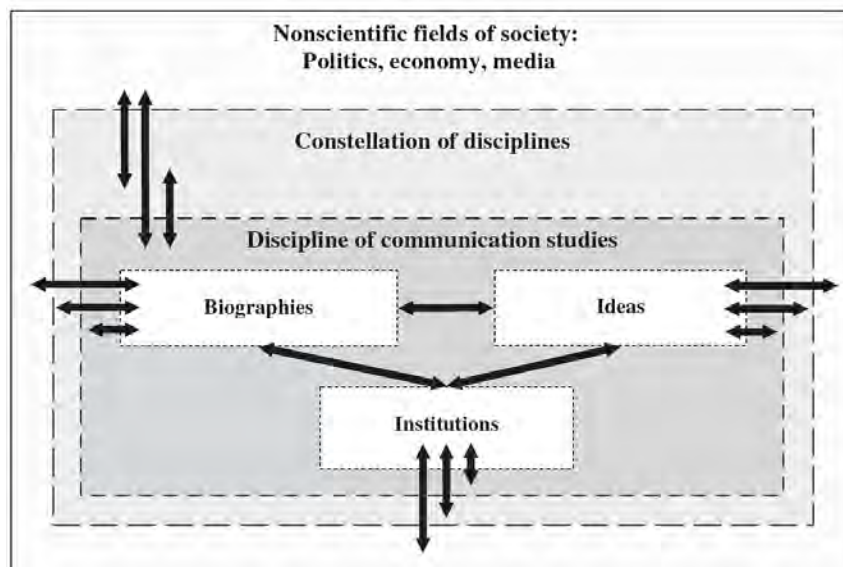 Nonscientific fields of society:
Politics, economy, media
Constellation of disciplines
Discipline of communication studies
Biographies
Ideas
Institutions